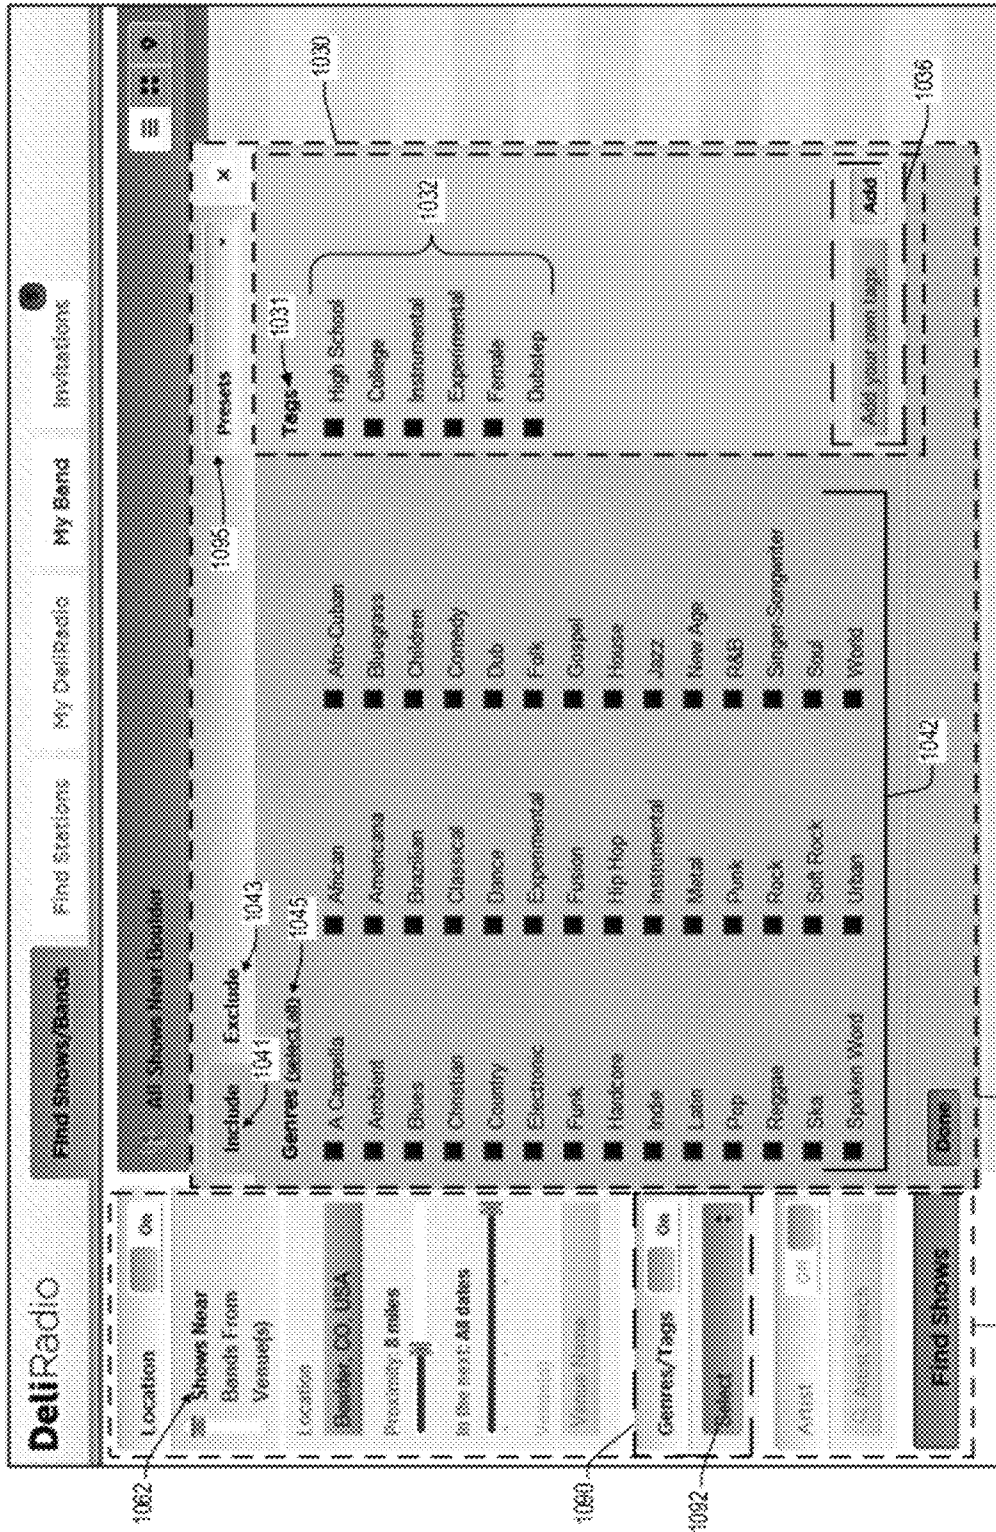 DeliRadio
Find Shows/Bands
Find Stations
My DeliRadio
My Band
Invitations
All Shows Near Boulder
Location
On
Shows Near
Bands From
Venue(s)
Location
Boulder, CO, USA
Proximity: 8 miles
In the next: All dates
Genres/Tags
On
Select
Artist
Off
Find Shows
Include
Exclude
Presets
X
Genres (select all)
A Cappella
African
Afro-Cuban
Ambient
Americana
Bluegrass
Blues
Brazilian
Children
Christian
Classical
Comedy
Country
Dance
Dub
Electronic
Experimental
Folk
Funk
Fusion
Gospel
Hardcore
Hip Hop
House
Indie
Instrumental
Jazz
Latin
Metal
New Age
Pop
Punk
R&B
Reggae
Rock
Singer-Songwriter
Ska
Soft Rock
Soul
Spoken Word
Urban
World
Tags
High School
College
Instrumental
Experimental
Female
Dubstep
Add your own tags
Add
Done
1062
1090
1092
1041
1043
1045
1095
1031
1032
1030
1036
1042